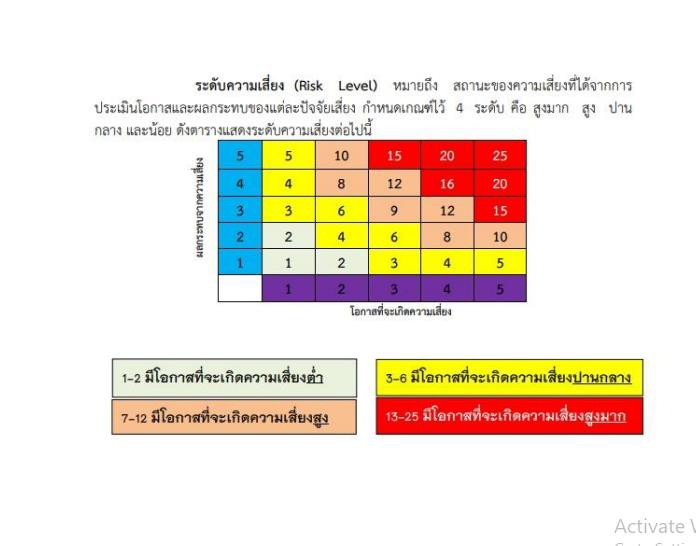 ระดับความเสี่ยง (Risk Level) หมายถึง สถานะของความเสี่ยงที่ได้จากการ
ประเมินโอกาสและผลกระทบของแต่ละปัจจัยเสี่ยง กำหนดเกณฑ์ไว้ 4 ระดับ คือ สูงมาก สูง ปาน
กลาง และน้อย ดังตารางแสดงระดับความเสี่ยงต่อไปนี้
ผลกระทบจากความเสี่ยง
5 5 10 15 20 25
4 4 8 12 16 20
3 3 6 9 12 15
2 2 4 6 8 10
1 1 2 3 4 5
1 2 3 4 5
โอกาสที่จะเกิดความเสี่ยง
1–2 มีโอกาสที่จะเกิดความเสี่ยงต่ำ
3–6 มีโอกาสที่จะเกิดความเสี่ยงปานกลาง
7–12 มีโอกาสที่จะเกิดความเสี่ยงสูง
13–25 มีโอกาสที่จะเกิดความเสี่ยงสูงมาก
Activate